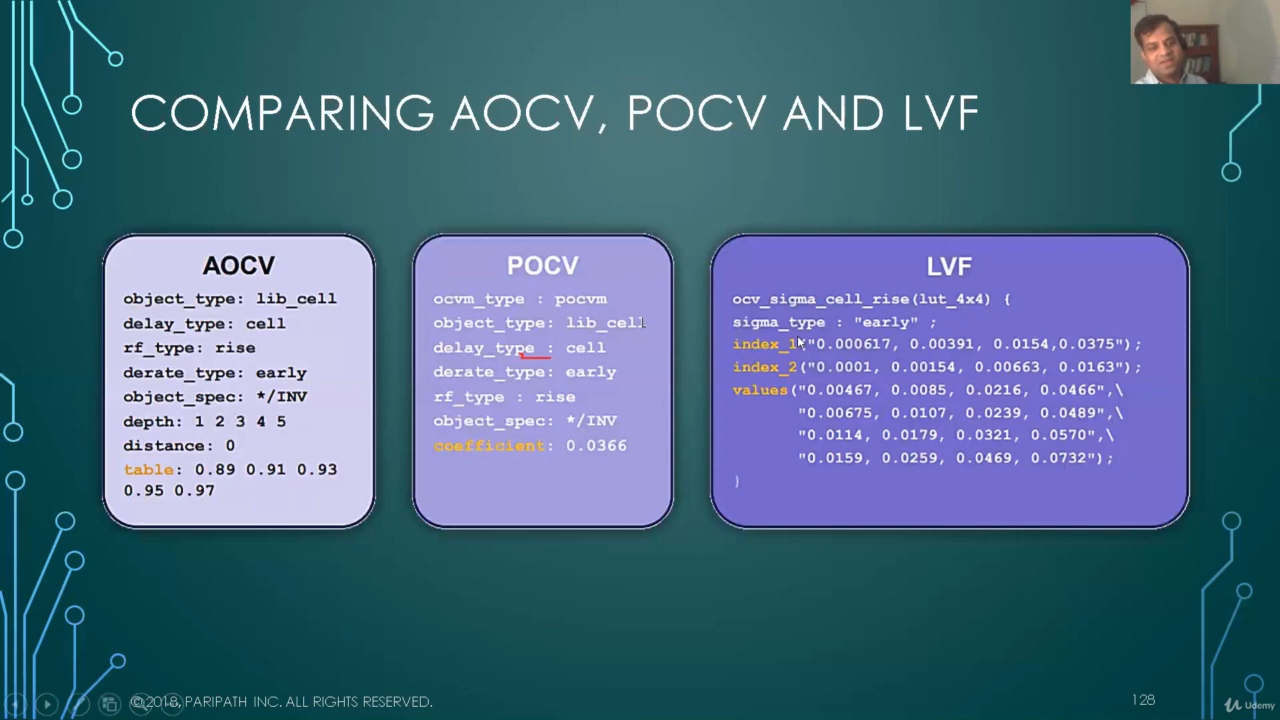 COMPARING AOCV, POCV AND LVF
AOCV
object_type: lib_cell
delay_type: cell
rf_type: rise
derate_type: early
object_spec: */INV
depth: 1 2 3 4 5
distance: 0
table: 0.89 0.91 0.93
0.95 0.97
POCV
ocvm_type : pocvm
object_type: lib_cell
delay_type : cell
derate_type: early
rf_type : rise
object_spec: */INV
coefficient: 0.0366
LVF
ocv_sigma_cell_rise(lut_4x4) {
sigma_type : "early" ;
index_1("0.000617, 0.00391, 0.0154,0.0375");
index_2("0.0001, 0.00154, 0.00663, 0.0163");
values("0.00467, 0.0085, 0.0216, 0.0466",\
"0.00675, 0.0107, 0.0239, 0.0489",\
"0.0114, 0.0179, 0.0321, 0.0570",\
"0.0159, 0.0259, 0.0469, 0.0732");
}
©2018, PARIPATH INC. ALL RIGHTS RESERVED.
128
Udemy